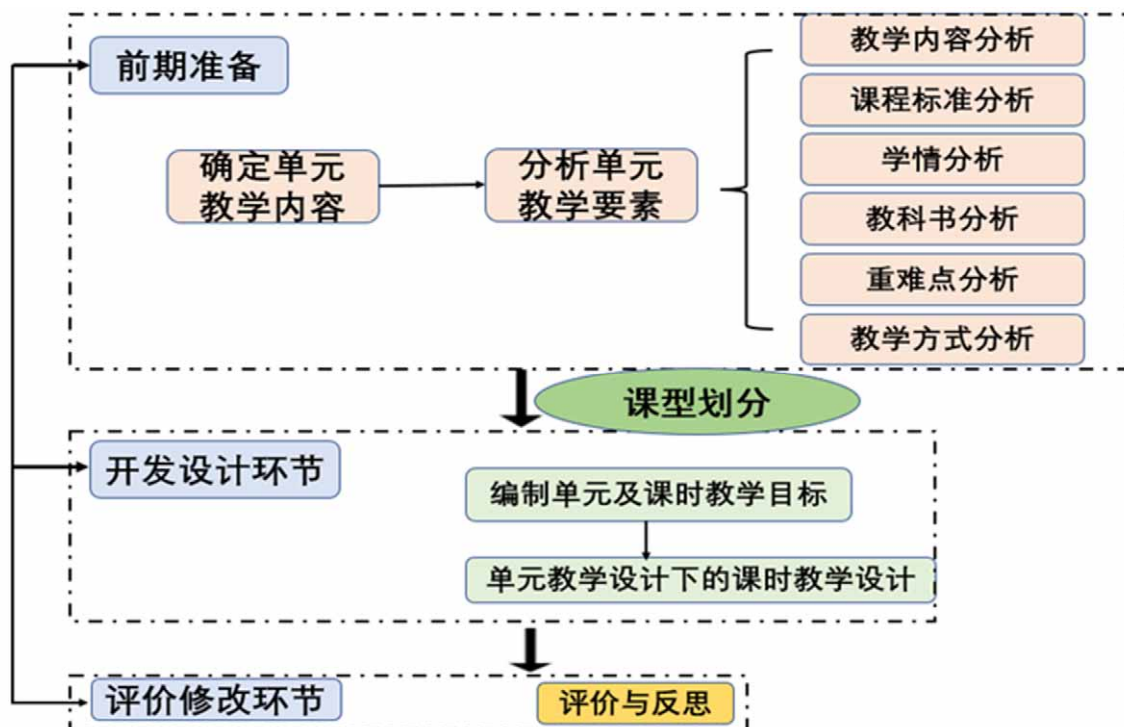 前期准备
确定单元
教学内容
分析单元
教学要素
教学内容分析
课程标准分析
学情分析
教科书分析
重难点分析
教学方式分析
课型划分
开发设计环节
编制单元及课时教学目标
单元教学设计下的课时教学设计
评价修改环节
评价与反思